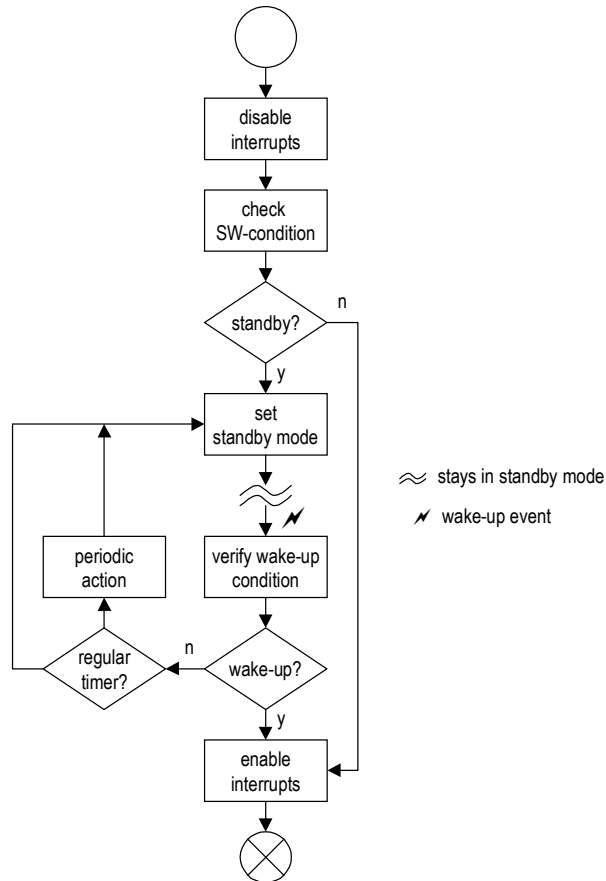 disable
interrupts
check
SW-condition
n
standby?
y
set
standby mode
stays in standby mode
wake-up event
periodic
action
verify wake-up
condition
n
regular
timer?
wake-up?
y
enable
interrupts